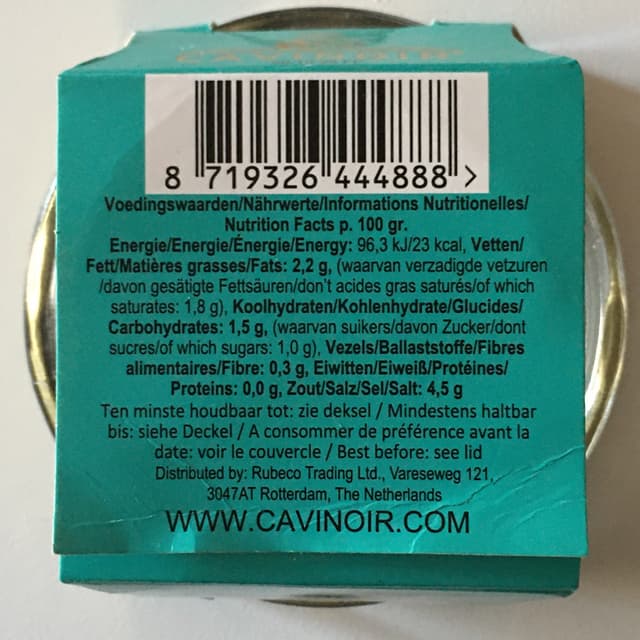 8 719326 444888 >
Voedingswaarden/Nährwerte/Informations Nutritionelles/
Nutrition Facts p. 100 gr.
Energie/Energie/Énergie/Energy: 96,3 kJ/23 kcal, Vetten/
Fett/Matières grasses/Fats: 2,2 g, (waarvan verzadigde vetzuren
/davon gesätigte Fettsäuren/don't acides gras saturés/of which
saturates: 1,8 g), Koolhydraten/Kohlenhydrate/Glucides/
Carbohydrates: 1,5 g, (waarvan suikers/davon Zucker/dont
sucres/of which sugars: 1,0 g), Vezels/Ballaststoffe/Fibres
alimentaires/Fibre: 0,3 g, Eiwitten/Eiweiß/Protéines/
Proteins: 0,0 g, Zout/Salz/Sel/Salt: 4,5 g
Ten minste houdbaar tot: zie deksel / Mindestens haltbar
bis: siehe Deckel / A consommer de préférence avant la
date: voir le couvercle / Best before: see lid
Distributed by: Rubeco Trading Ltd., Vareseweg 121,
3047AT Rotterdam, The Netherlands
WWW.CAVINOIR.COM